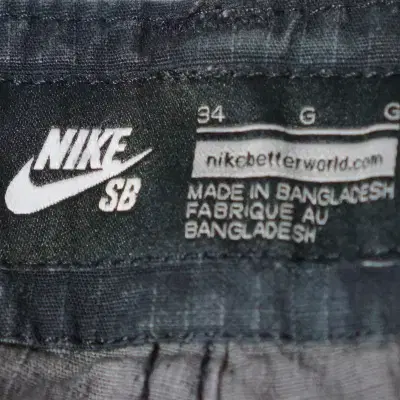 NIKE
SB
34 G G
nikebetterworld.com
MADE IN BANGLADESH
FABRIQUE AU
BANGLADESH